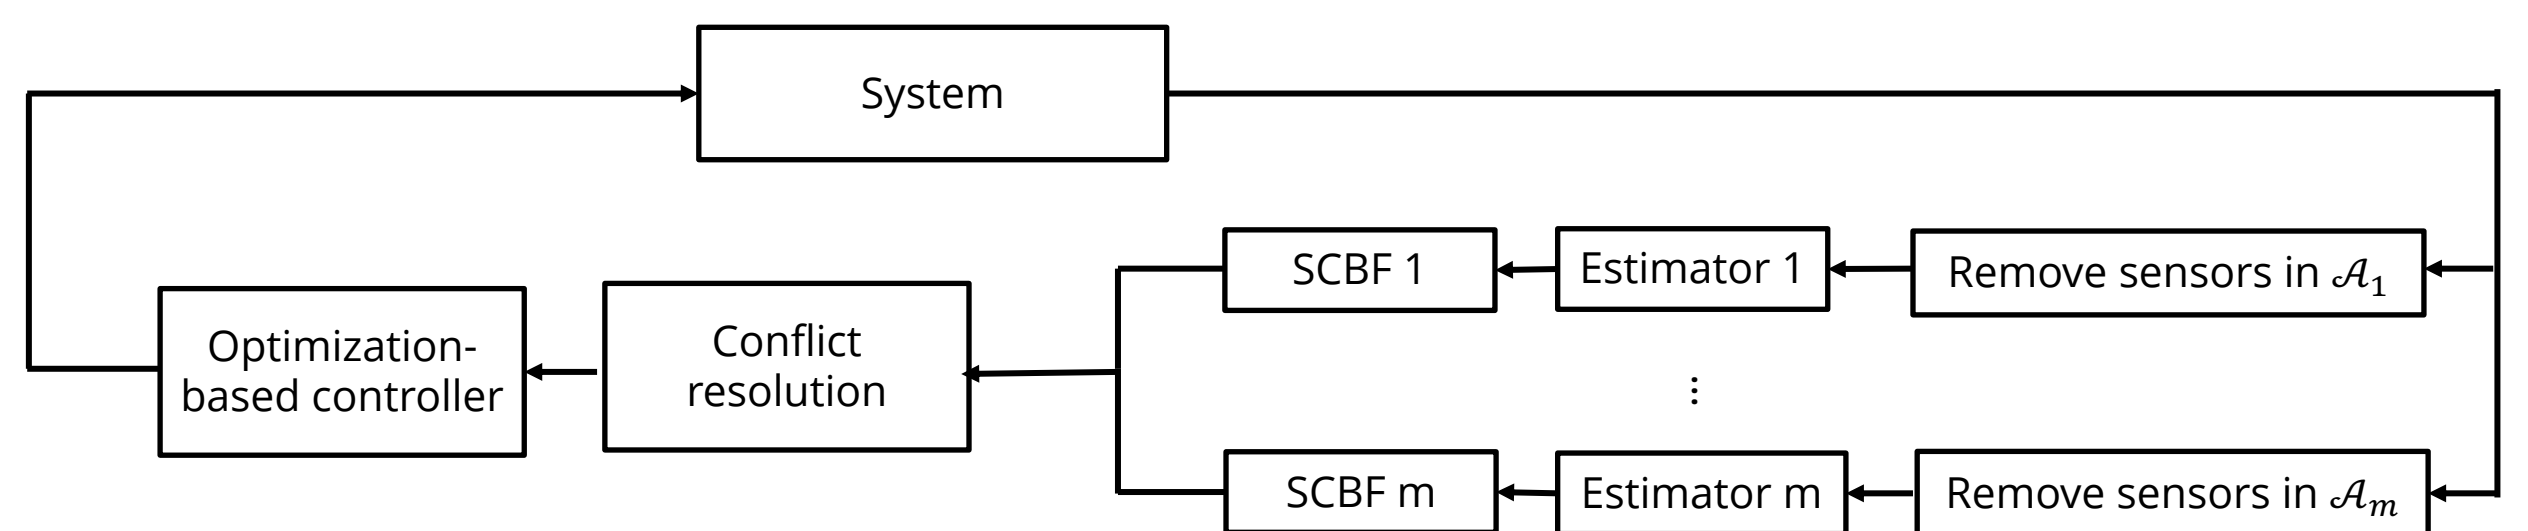 System
SCBF 1
Estimator 1
Remove sensors in 𝒜₁
Optimization-
based controller
Conflict
resolution
⋮
SCBF m
Estimator m
Remove sensors in 𝒜ₘ